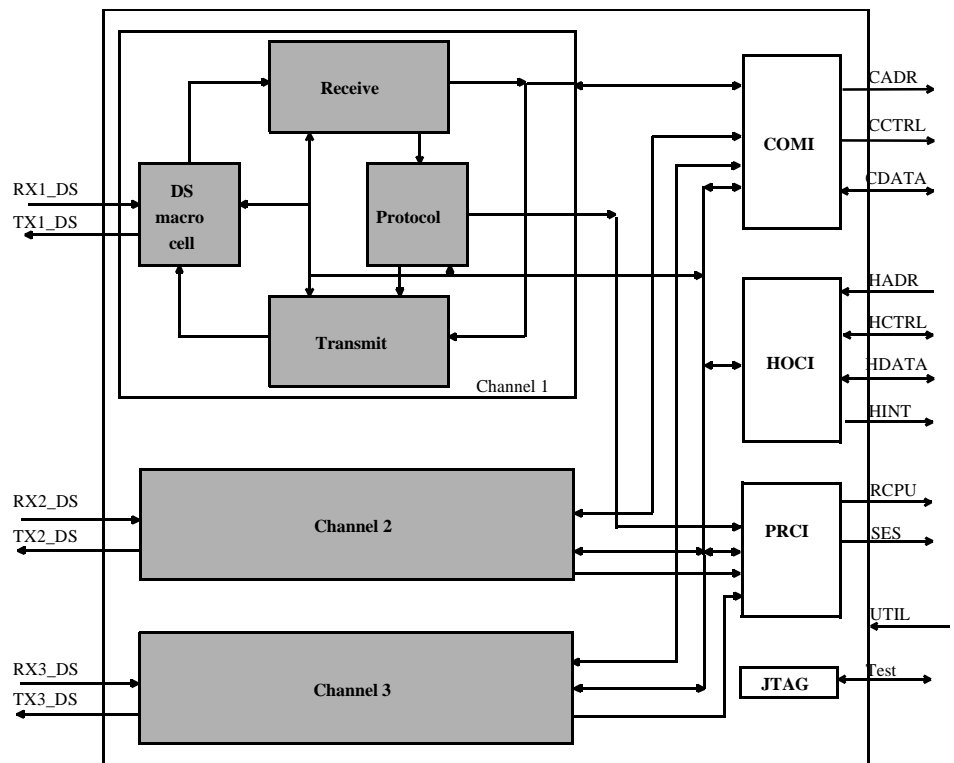 Receive
CADR
CCTRL
COMI
CDATA
RX1_DS
TX1_DS
DS
macro
cell
Protocol
HADR
HCTRL
HOCI
HDATA
HINT
Transmit
Channel 1
RX2_DS
TX2_DS
Channel 2
RCPU
PRCI
SES
UTIL
RX3_DS
TX3_DS
Channel 3
JTAG
Test